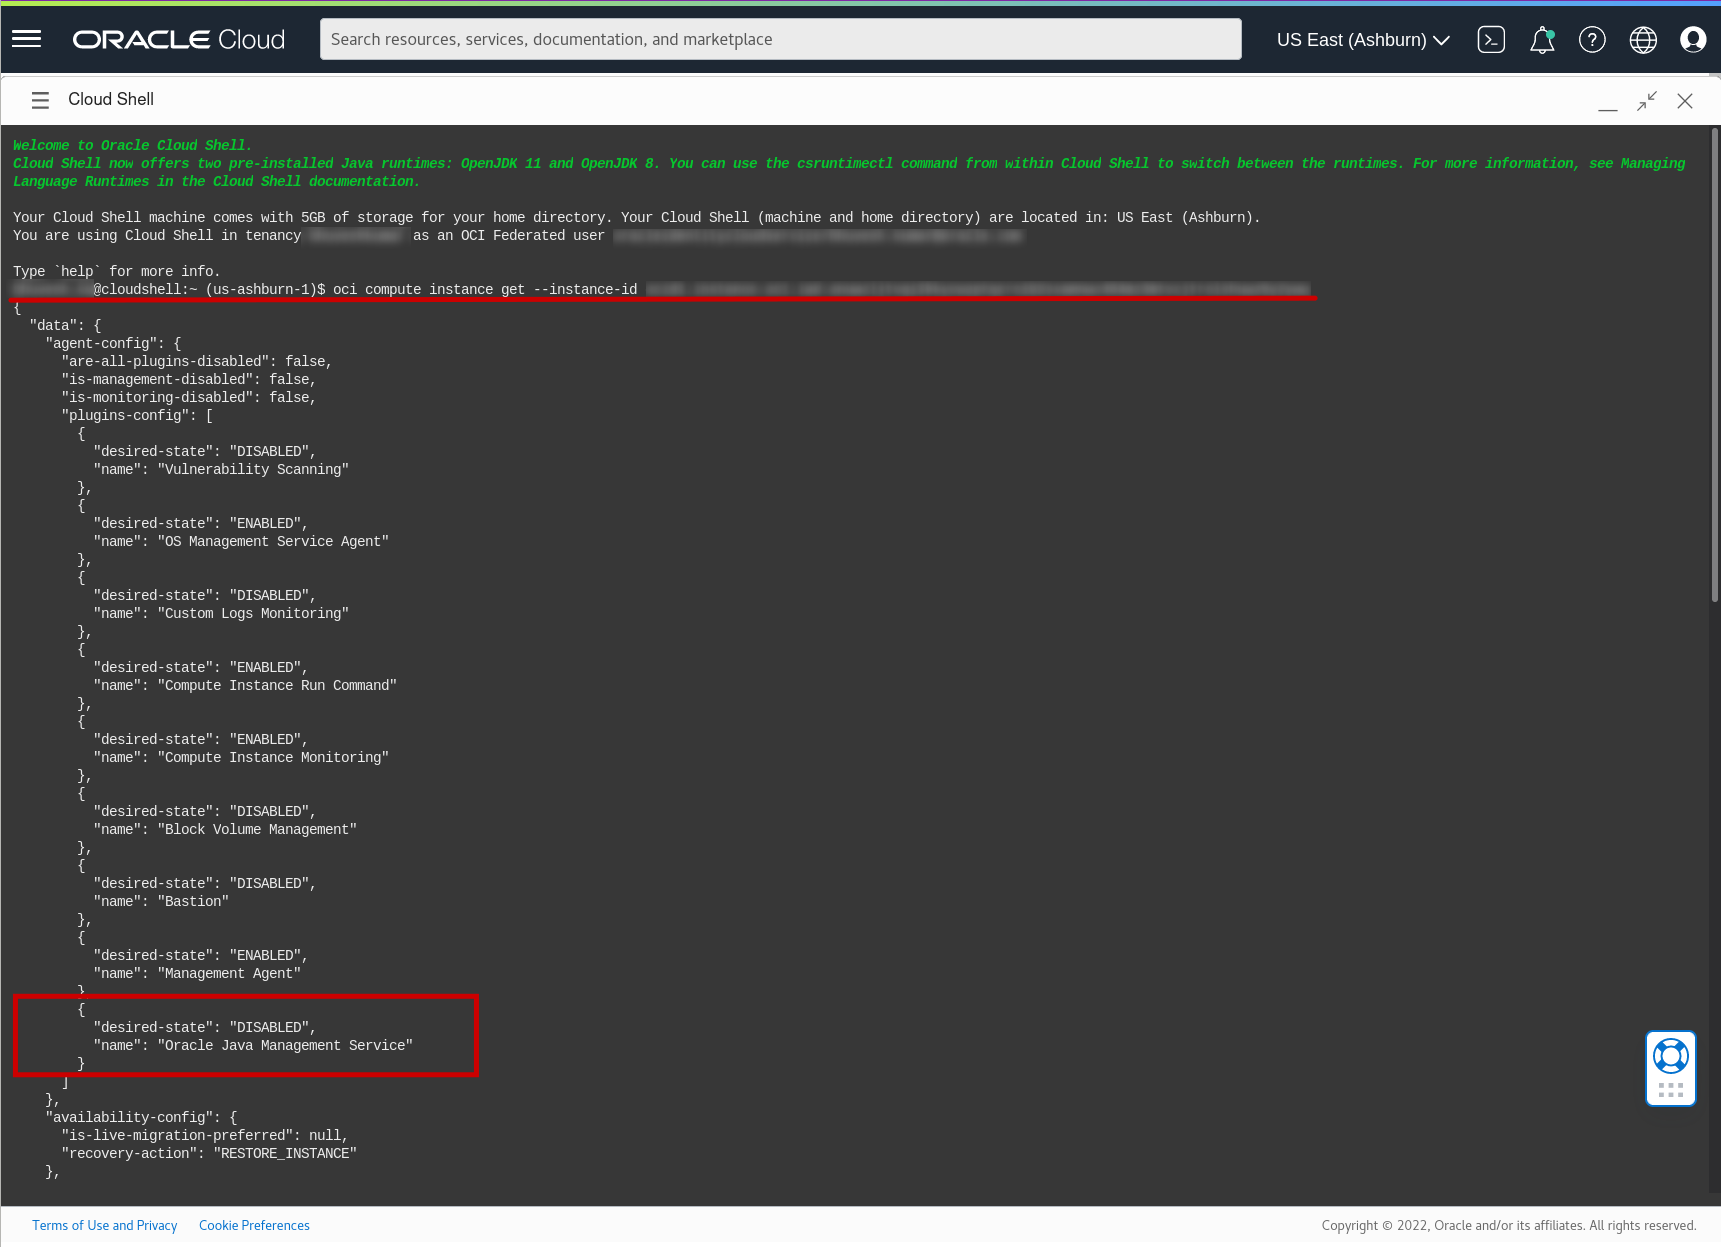 ORACLE Cloud
Search resources, services, documentation, and marketplace
US East (Ashburn)
Cloud Shell
Welcome to Oracle Cloud Shell.
Cloud Shell now offers two pre-installed Java runtimes: OpenJDK 11 and OpenJDK 8. You can use the csruntimectl command from within Cloud Shell to switch between the runtimes. For more information, see Managing
Language Runtimes in the Cloud Shell documentation.
Your Cloud Shell machine comes with 5GB of storage for your home directory. Your Cloud Shell (machine and home directory) are located in: US East (Ashburn).
You are using Cloud Shell in tenancy as an OCI Federated user
Type `help` for more info.
@cloudshell:~ (us-ashburn-1)$ oci compute instance get --instance-id
{
"data": {
"agent-config": {
"are-all-plugins-disabled": false,
"is-management-disabled": false,
"is-monitoring-disabled": false,
"plugins-config": [
{
"desired-state": "DISABLED",
"name": "Vulnerability Scanning"
},
{
"desired-state": "ENABLED",
"name": "OS Management Service Agent"
},
{
"desired-state": "DISABLED",
"name": "Custom Logs Monitoring"
},
{
"desired-state": "ENABLED",
"name": "Compute Instance Run Command"
},
{
"desired-state": "ENABLED",
"name": "Compute Instance Monitoring"
},
{
"desired-state": "DISABLED",
"name": "Block Volume Management"
},
{
"desired-state": "DISABLED",
"name": "Bastion"
},
{
"desired-state": "ENABLED",
"name": "Management Agent"
},
{
"desired-state": "DISABLED",
"name": "Oracle Java Management Service"
}
]
},
"availability-config": {
"is-live-migration-preferred": null,
"recovery-action": "RESTORE_INSTANCE"
},
Terms of Use and Privacy
Cookie Preferences
Copyright © 2022, Oracle and/or its affiliates. All rights reserved.